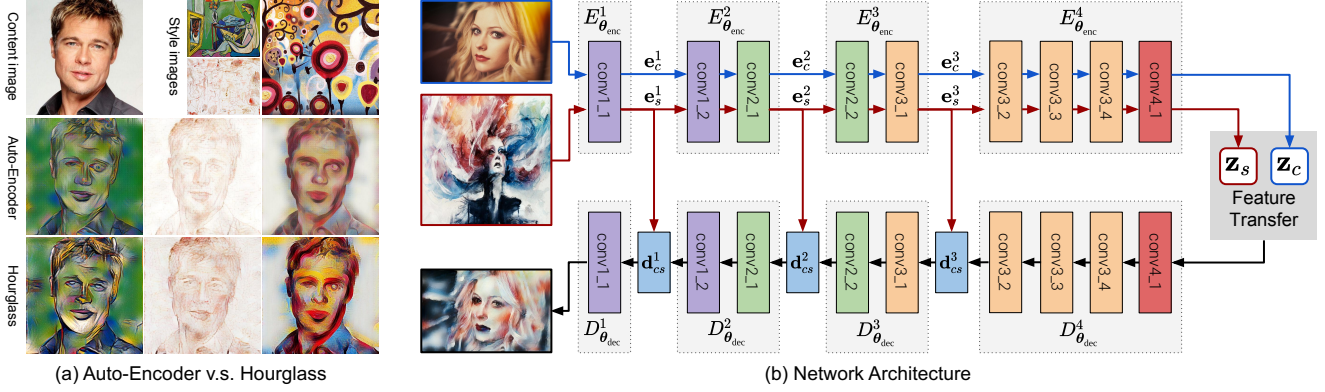 Content image
Style images
Auto-Encoder
Hourglass
(a) Auto-Encoder v.s. Hourglass
E¹θenc
E²θenc
E³θenc
E⁴θenc
conv1_1
e¹c
e¹s
conv1_2
conv2_1
e²c
e²s
conv2_2
conv3_1
e³c
e³s
conv3_2
conv3_3
conv3_4
conv4_1
zs
zc
Feature
Transfer
conv1_1
d¹cs
conv1_2
conv2_1
d²cs
conv2_2
conv3_1
d³cs
conv3_2
conv3_3
conv3_4
conv4_1
D¹θdec
D²θdec
D³θdec
D⁴θdec
(b) Network Architecture